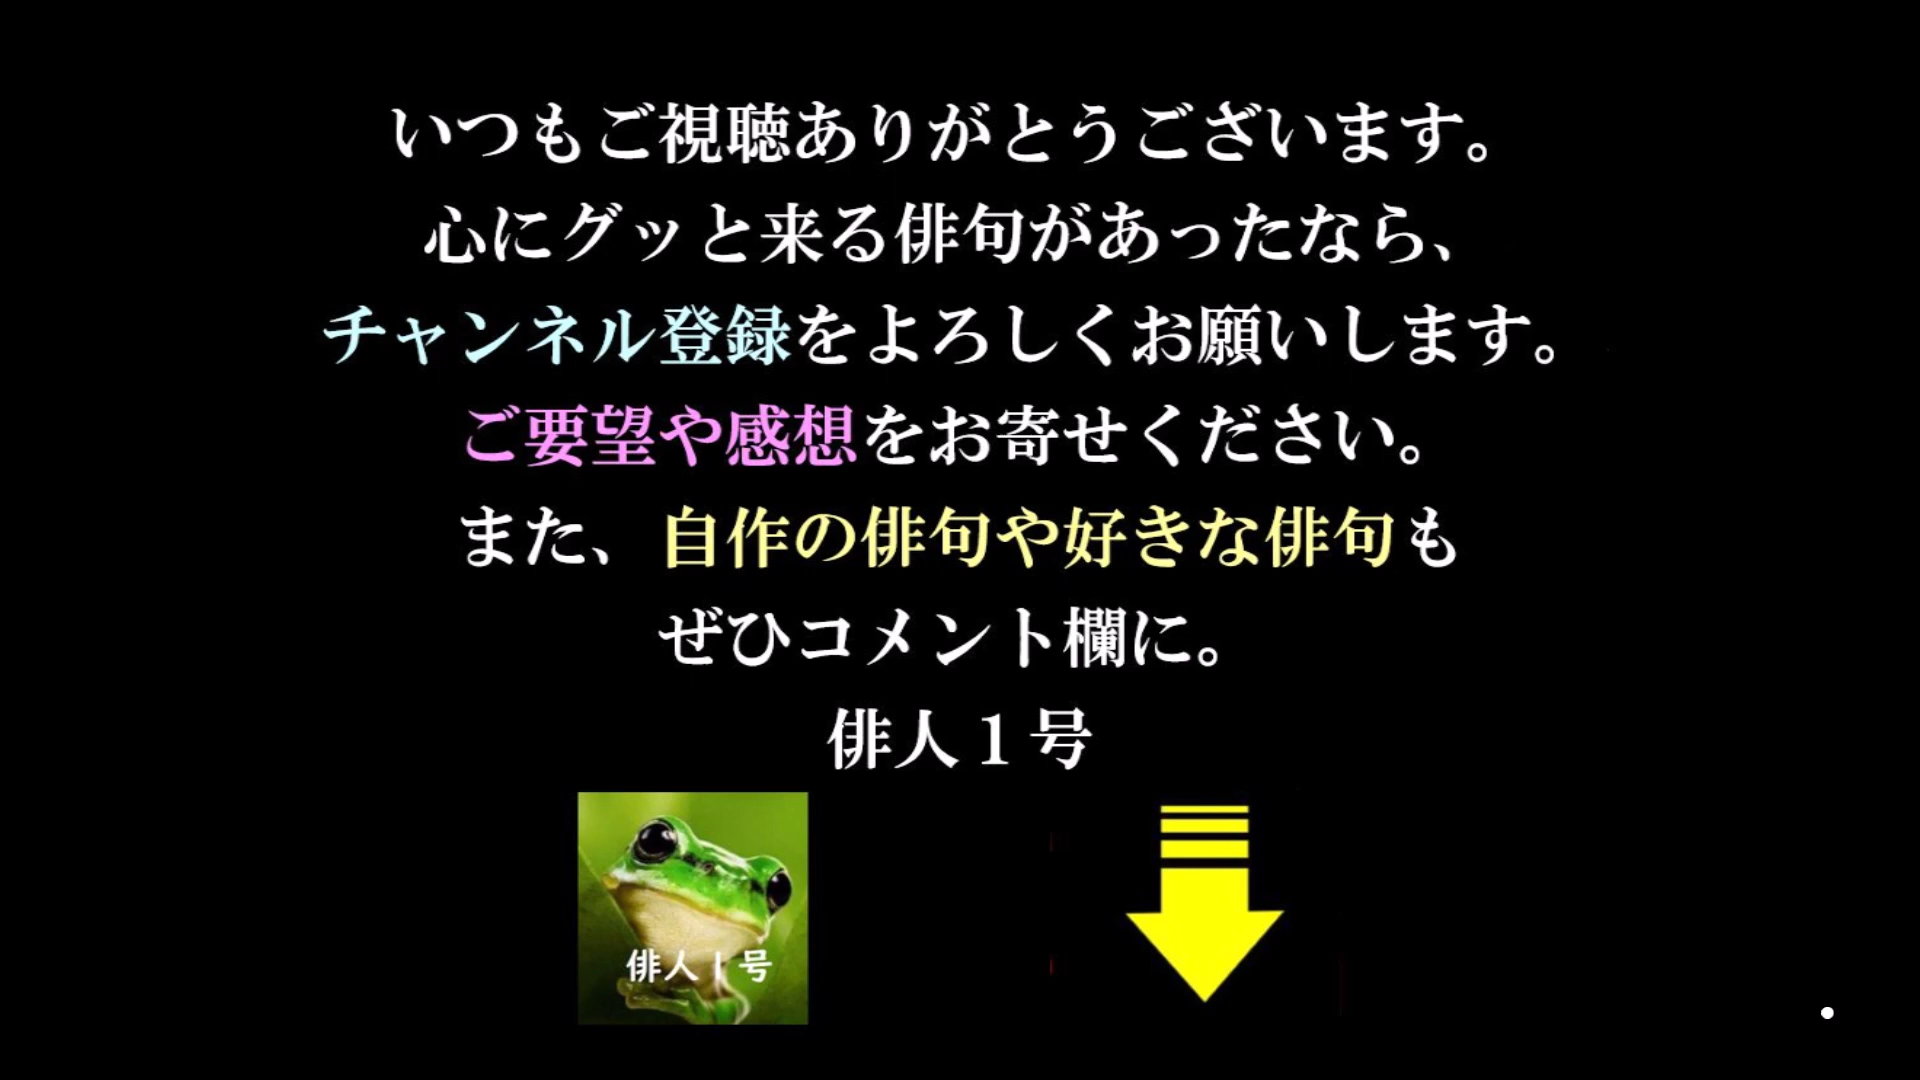 いつもご視聴ありがとうございます。
心にグッと来る俳句があったなら、
チャンネル登録をよろしくお願いします。
ご要望や感想をお寄せください。
また、自作の俳句や好きな俳句も
ぜひコメント欄に。
俳人１号
俳人１号